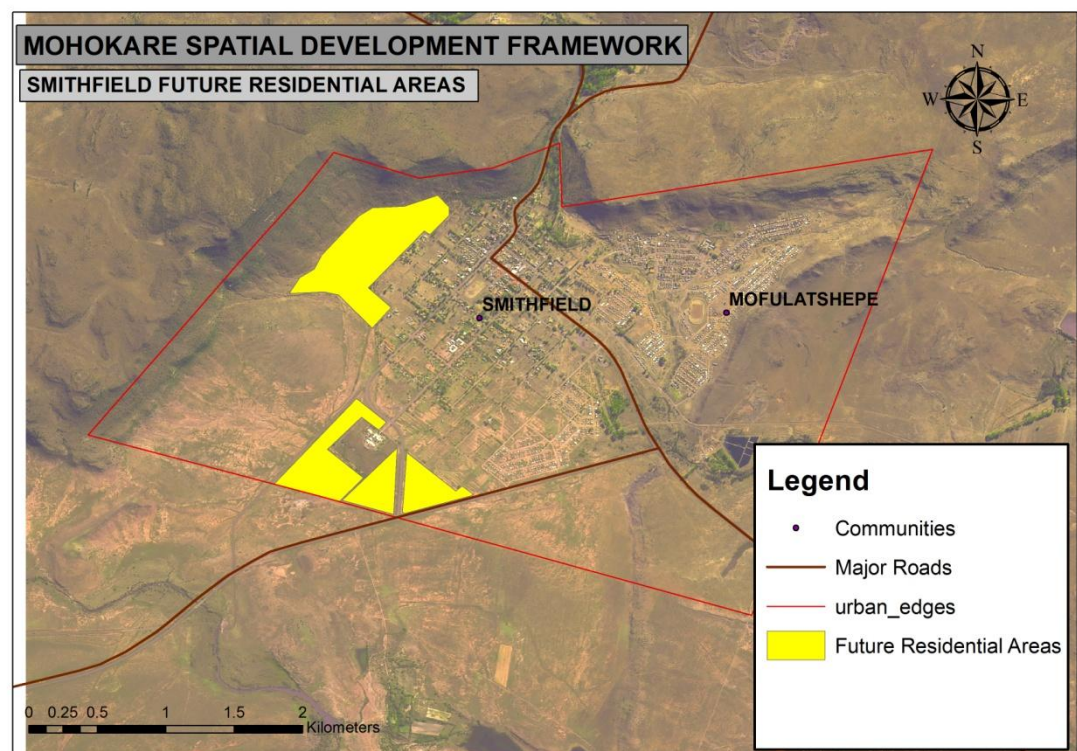 MOHOKARE SPATIAL DEVELOPMENT FRAMEWORK
SMITHFIELD FUTURE RESIDENTIAL AREAS
N
W E
S
SMITHFIELD
MOFULATSHEPE
Legend
Communities
Major Roads
urban_edges
Future Residential Areas
0 0.25 0.5 1 1.5 2
Kilometers